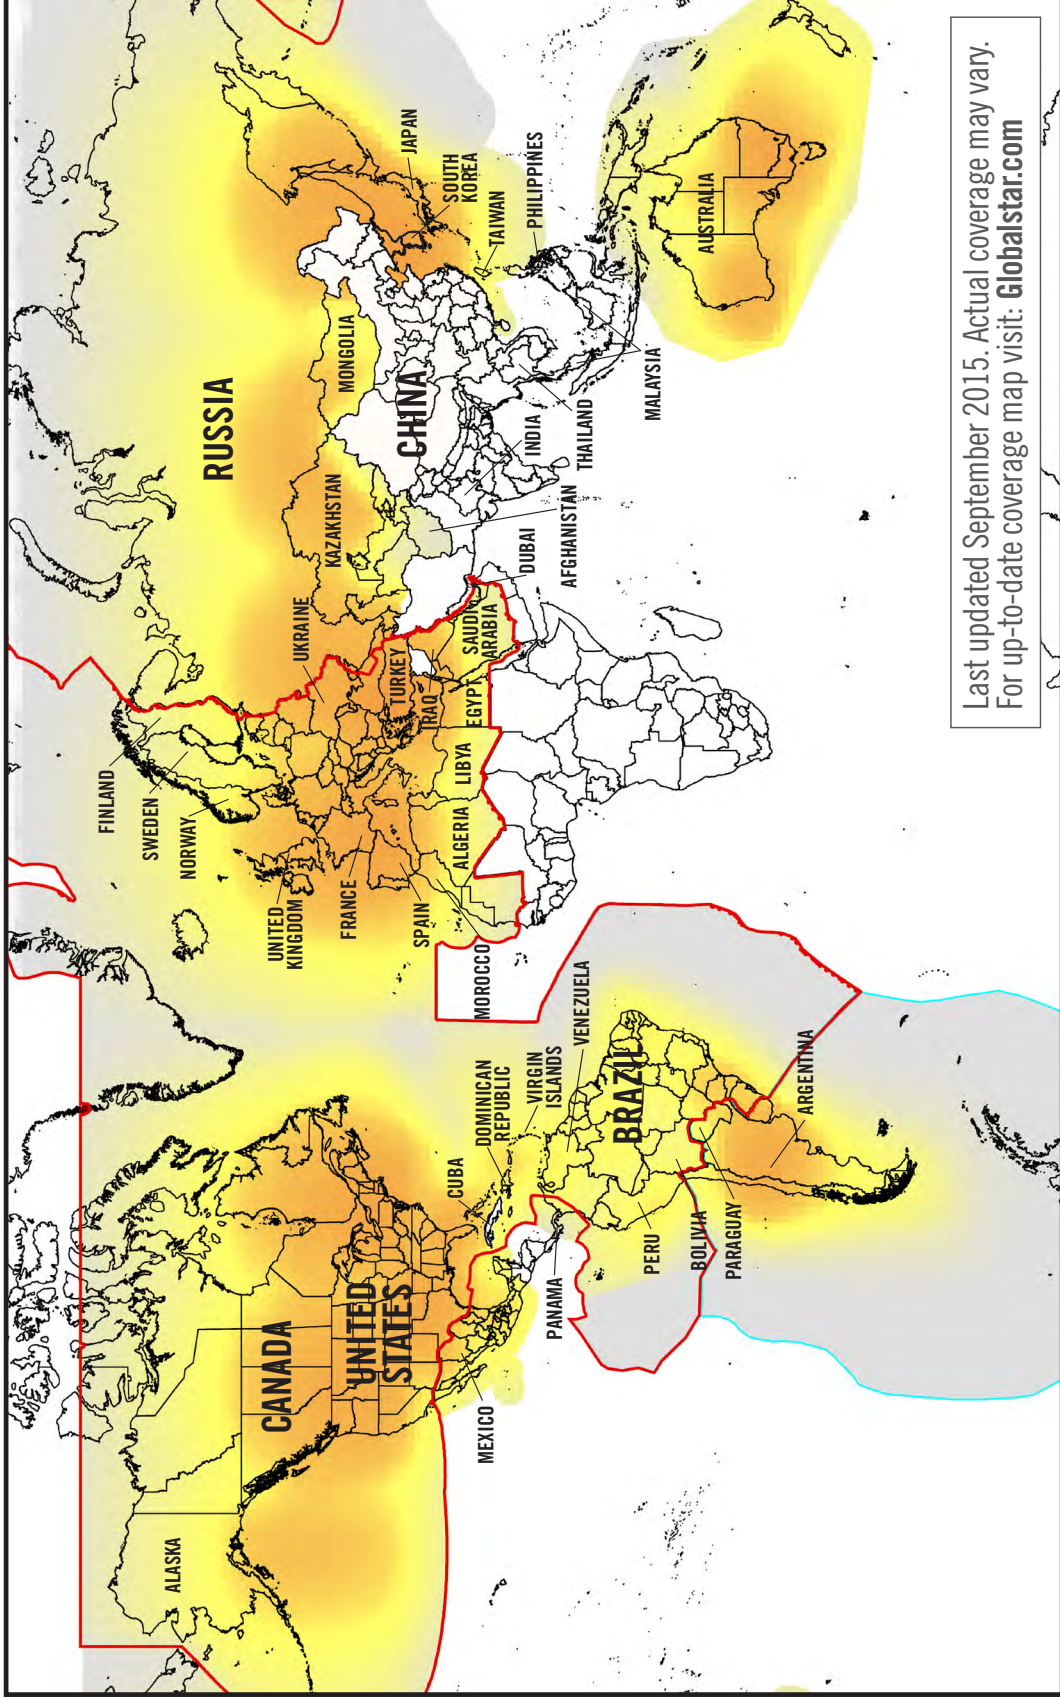 ALASKA
CANADA
UNITED
STATES
MEXICO
CUBA
DOMINICAN
REPUBLIC
VIRGIN
ISLANDS
VENEZUELA
PANAMA
BRAZIL
PERU
BOLIVIA
PARAGUAY
ARGENTINA
FINLAND
SWEDEN
NORWAY
UNITED
KINGDOM
FRANCE
SPAIN
MOROCCO
ALGERIA
LIBYA
EGYPT
UKRAINE
TURKEY
IRAQ
SAUDI
ARABIA
DUBAI
AFGHANISTAN
RUSSIA
KAZAKHSTAN
MONGOLIA
CHINA
INDIA
THAILAND
MALAYSIA
JAPAN
SOUTH
KOREA
TAIWAN
PHILIPPINES
AUSTRALIA
Last updated September 2015. Actual coverage may vary.
For up-to-date coverage map visit: Globalstar.com